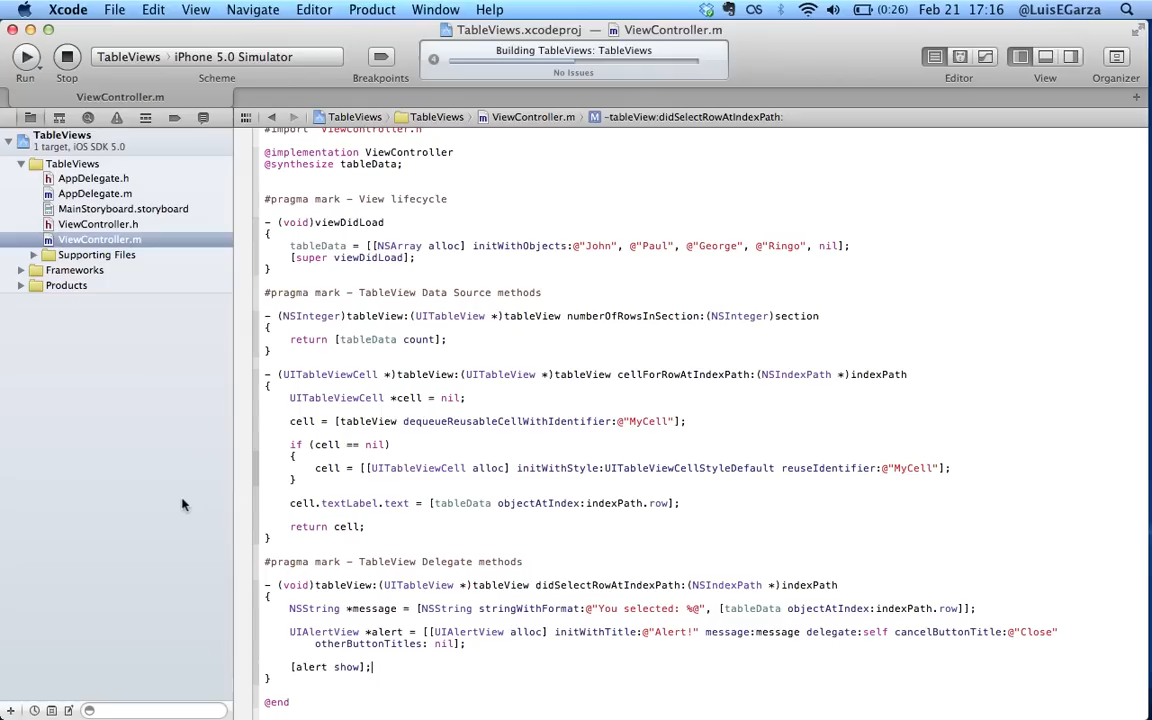 Xcode File Edit View Navigate Editor Product Window Help (0:26) Feb 21 17:16 @LuisEGarza
TableViews.xcodeproj — ViewController.m
TableViews iPhone 5.0 Simulator
Building TableViews: TableViews
4
No Issues
Run Stop Scheme Breakpoints Editor View Organizer
ViewController.m
TableViews TableViews ViewController.m -tableView:didSelectRowAtIndexPath:
TableViews
1 target, iOS SDK 5.0
TableViews
AppDelegate.h
AppDelegate.m
MainStoryboard.storyboard
ViewController.h
ViewController.m
Supporting Files
Frameworks
Products
#import "ViewController.h"
@implementation ViewController
@synthesize tableData;
#pragma mark - View lifecycle
- (void)viewDidLoad
{
tableData = [[NSArray alloc] initWithObjects:@"John", @"Paul", @"George", @"Ringo", nil];
[super viewDidLoad];
}
#pragma mark - TableView Data Source methods
- (NSInteger)tableView:(UITableView *)tableView numberOfRowsInSection:(NSInteger)section
{
return [tableData count];
}
- (UITableViewCell *)tableView:(UITableView *)tableView cellForRowAtIndexPath:(NSIndexPath *)indexPath
{
UITableViewCell *cell = nil;
cell = [tableView dequeueReusableCellWithIdentifier:@"MyCell"];
if (cell == nil)
{
cell = [[UITableViewCell alloc] initWithStyle:UITableViewCellStyleDefault reuseIdentifier:@"MyCell"];
}
cell.textLabel.text = [tableData objectAtIndex:indexPath.row];
return cell;
}
#pragma mark - TableView Delegate methods
- (void)tableView:(UITableView *)tableView didSelectRowAtIndexPath:(NSIndexPath *)indexPath
{
NSString *message = [NSString stringWithFormat:@"You selected: %@", [tableData objectAtIndex:indexPath.row]];
UIAlertView *alert = [[UIAlertView alloc] initWithTitle:@"Alert!" message:message delegate:self cancelButtonTitle:@"Close"
otherButtonTitles: nil];
[alert show];
}
@end